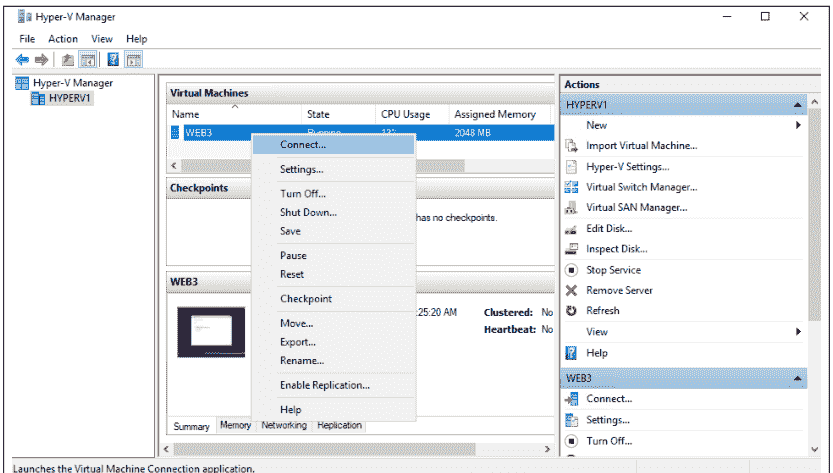 Hyper-V Manager
File Action View Help
Hyper-V Manager
HYPERV1
Virtual Machines
Name State CPU Usage Assigned Memory
WEB3 Running 13% 2048 MB
Connect...
Settings...
Turn Off...
Shut Down...
Save
Pause
Reset
Checkpoint
Move...
Export...
Rename...
Enable Replication...
Help
Checkpoints
has no checkpoints.
WEB3
:25:20 AM Clustered: No
Heartbeat: No
Summary Memory Networking Replication
Actions
HYPERV1
New
Import Virtual Machine...
Hyper-V Settings...
Virtual Switch Manager...
Virtual SAN Manager...
Edit Disk...
Inspect Disk...
Stop Service
Remove Server
Refresh
View
Help
WEB3
Connect...
Settings...
Turn Off...
Launches the Virtual Machine Connection application.